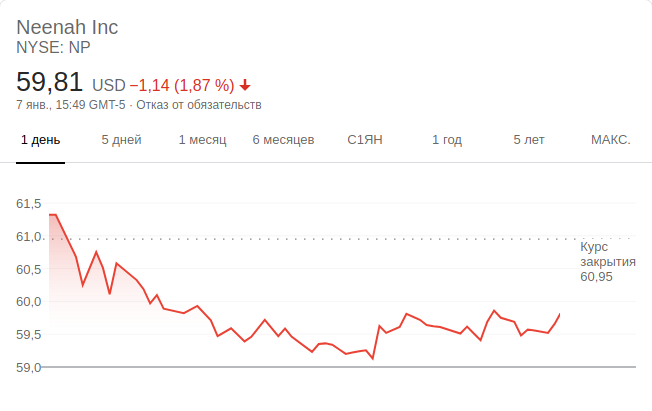 Neenah Inc
NYSE: NP
59,81 USD −1,14 (1,87 %)
7 янв., 15:49 GMT-5 · Отказ от обязательств
1 день 5 дней 1 месяц 6 месяцев С1ЯН 1 год 5 лет МАКС.
61,5
61,0
60,5
60,0
59,5
59,0
Курс
закрытия
60,95